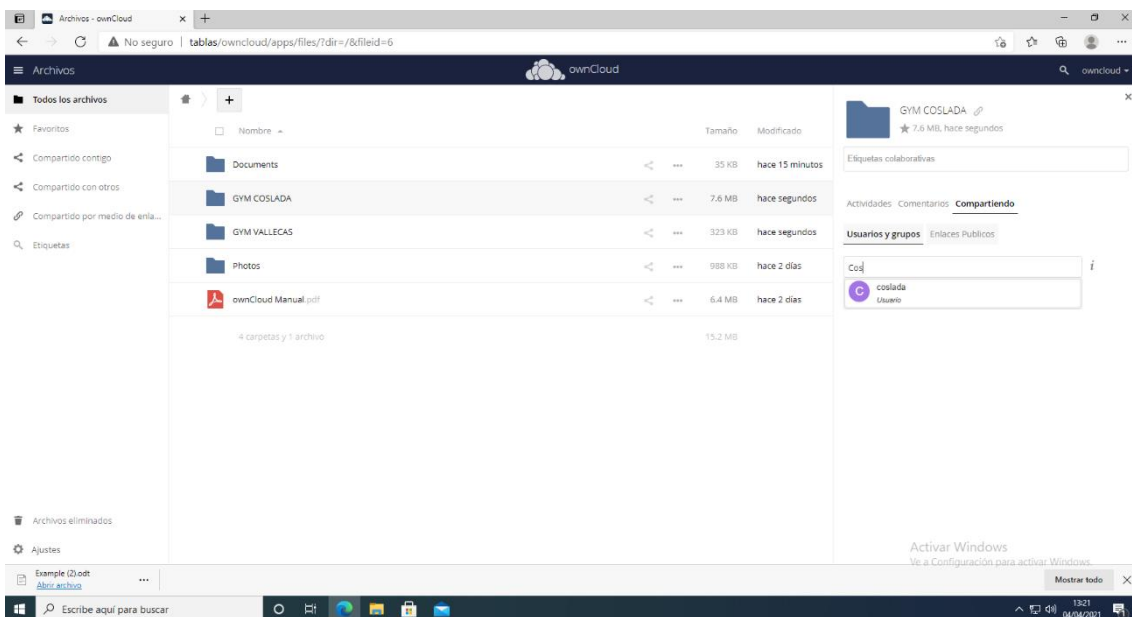 Archivos - ownCloud
No seguro | tablas/owncloud/apps/files/?dir=/&fileid=6
Archivos
ownCloud
owncloud
Todos los archivos
Favoritos
Compartido contigo
Compartido con otros
Compartido por medio de enla...
Etiquetas
Archivos eliminados
Ajustes
Nombre Tamaño Modificado
Documents 35 KB hace 15 minutos
GYM COSLADA 7.6 MB hace segundos
GYM VALLECAS 323 KB hace segundos
Photos 988 KB hace 2 días
ownCloud Manual.pdf 6.4 MB hace 2 días
4 carpetas y 1 archivo 15.2 MB
GYM COSLADA
7.6 MB, hace segundos
Etiquetas colaborativas
Actividades Comentarios Compartiendo
Usuarios y grupos Enlaces Publicos
Cos
i
C coslada
Usuario
Activar Windows
Ve a Configuración para activar Windows.
Example (2).odt
Abrir archivo
...
Mostrar todo
Escribe aquí para buscar
13:21
04/04/2021